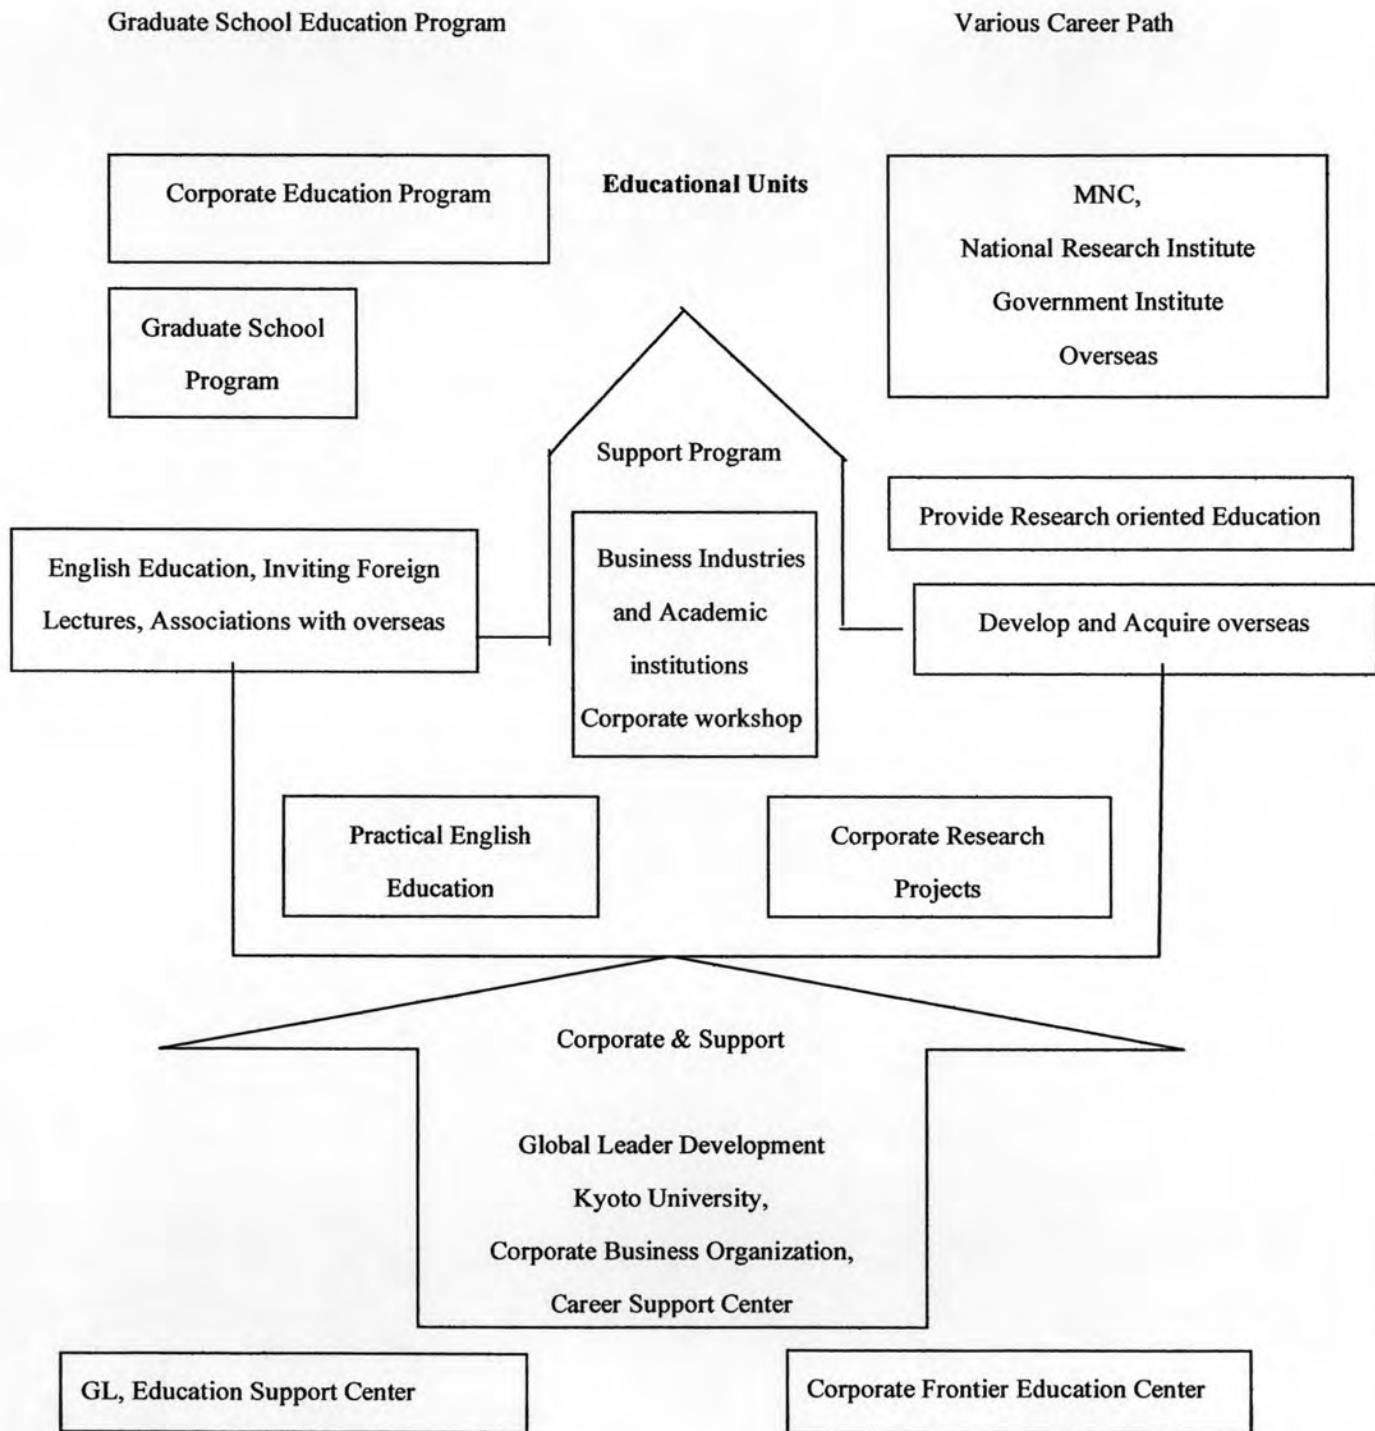 Graduate School Education Program
Various Career Path
Corporate Education Program
Educational Units
MNC,
National Research Institute
Government Institute
Overseas
Graduate School
Program
Support Program
Provide Research oriented Education
English Education, Inviting Foreign
Lectures, Associations with overseas
Business Industries
and Academic
institutions
Corporate workshop
Develop and Acquire overseas
Practical English
Education
Corporate Research
Projects
Corporate & Support
Global Leader Development
Kyoto University,
Corporate Business Organization,
Career Support Center
GL, Education Support Center
Corporate Frontier Education Center